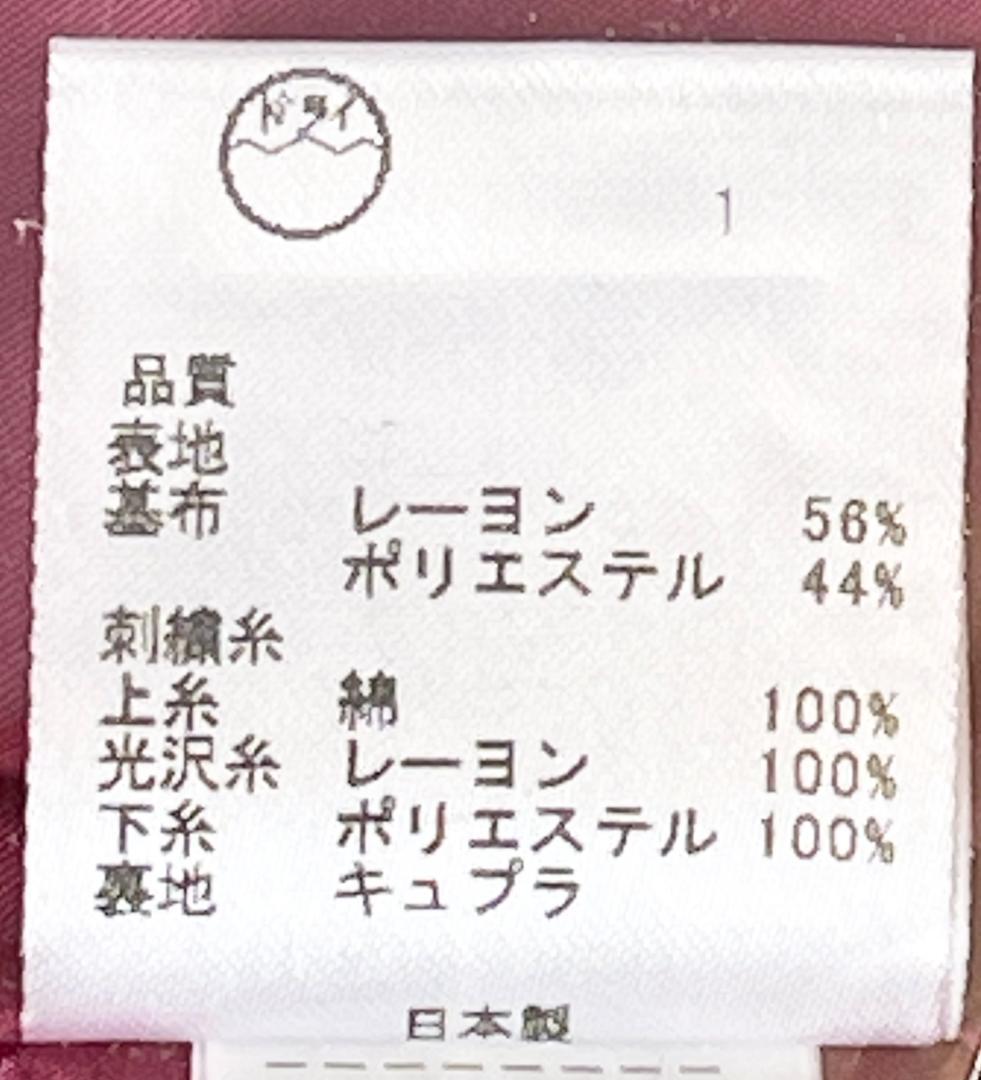 ドライ
1
品質
表地
基布 レーヨン 56%
ポリエステル 44%
刺繍糸
上糸 綿 100%
光沢糸 レーヨン 100%
下糸 ポリエステル 100%
裏地 キュプラ
日本製